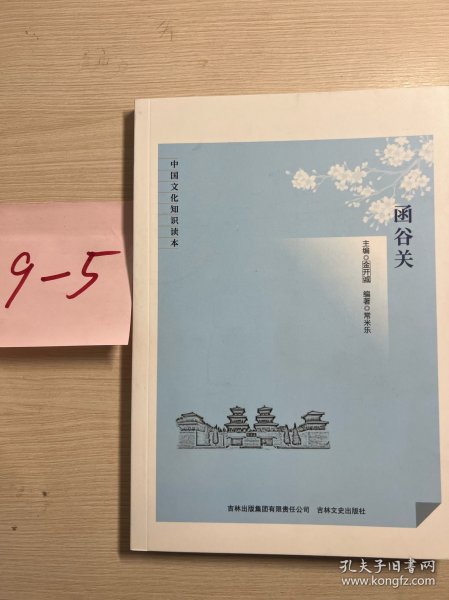 中国文化知识读本
函谷关
主编◎金开诚 编著◎常米乐
9-5
吉林出版集团有限责任公司 吉林文史出版社
孔夫子旧书网
www.kongfz.com